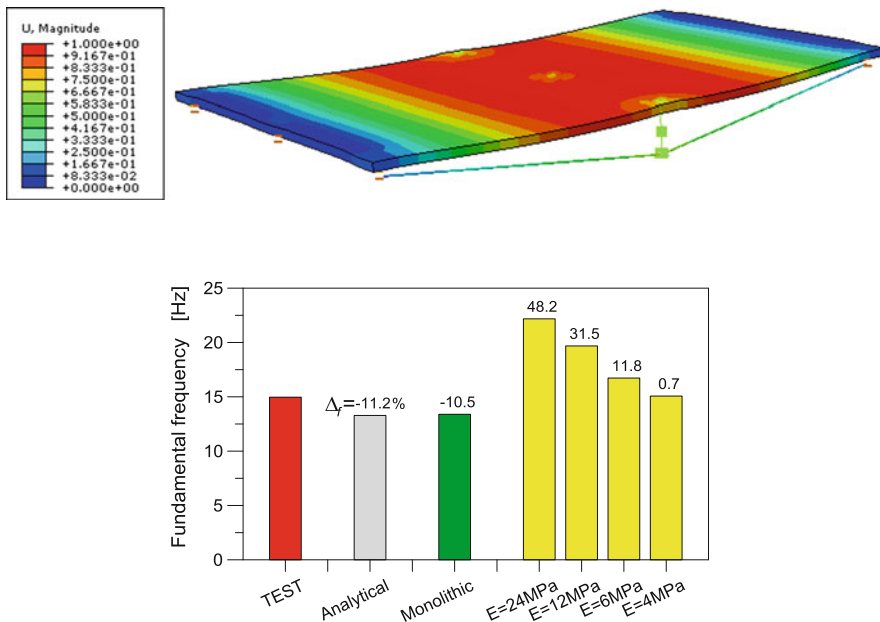 U, Magnitude
+1.000e+00
+9.167e-01
+8.333e-01
+7.500e-01
+6.667e-01
+5.833e-01
+5.000e-01
+4.167e-01
+3.333e-01
+2.500e-01
+1.667e-01
+8.333e-02
+0.000e+00
Fundamental frequency [Hz]
25
20
15
10
5
0
Δf=-11.2%
-10.5
48.2
31.5
11.8
0.7
TEST
Analytical
Monolithic
E=24MPa
E=12MPa
E=6MPa
E=4MPa